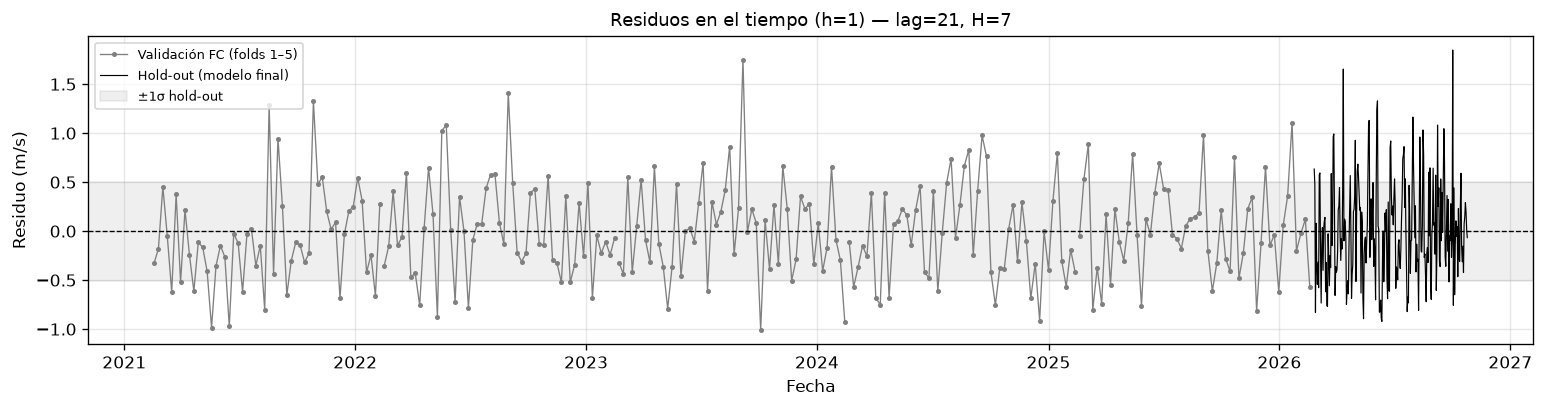 Residuos en el tiempo (h=1) — lag=21, H=7
Validación FC (folds 1–5)
Hold-out (modelo final)
±1σ hold-out
Residuo (m/s)
1.5
1.0
0.5
0.0
−0.5
−1.0
2021 2022 2023 2024 2025 2026 2027
Fecha